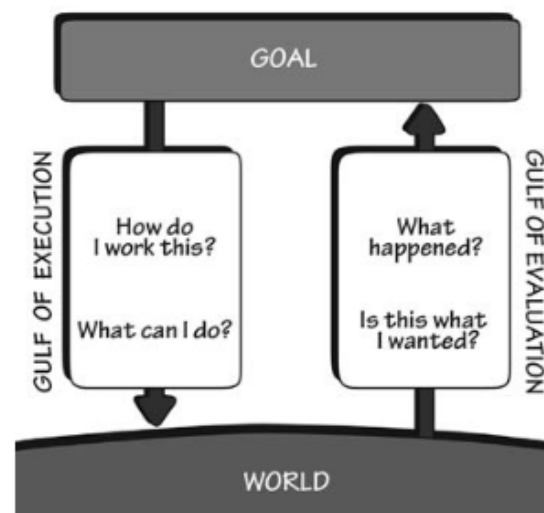 GOAL
GULF OF EXECUTION
How do
I work this?
What can I do?
What
happened?
Is this what
I wanted?
GULF OF EVALUATION
WORLD